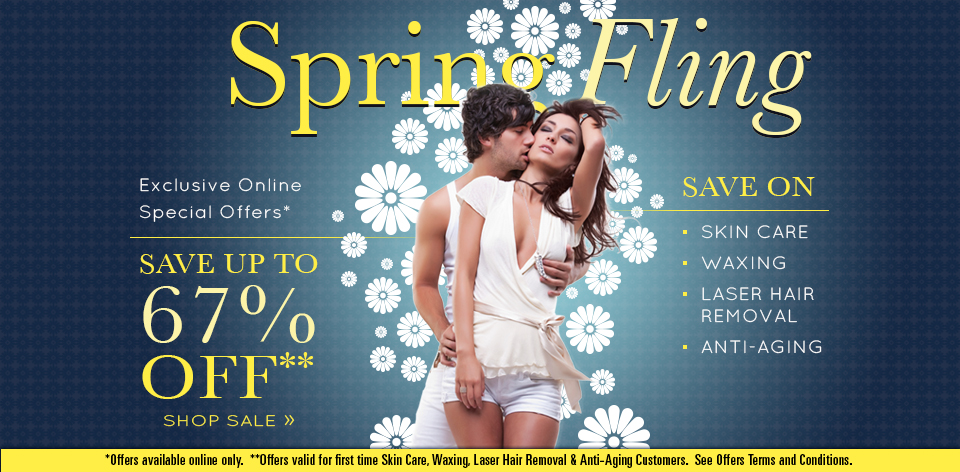 Spring Fling
Exclusive Online
Special Offers*
SAVE UP TO
67%
OFF**
SHOP SALE »
SAVE ON
▪ SKIN CARE
▪ WAXING
▪ LASER HAIR
REMOVAL
▪ ANTI-AGING
*Offers available online only. **Offers valid for first time Skin Care, Waxing, Laser Hair Removal & Anti-Aging Customers. See Offers Terms and Conditions.